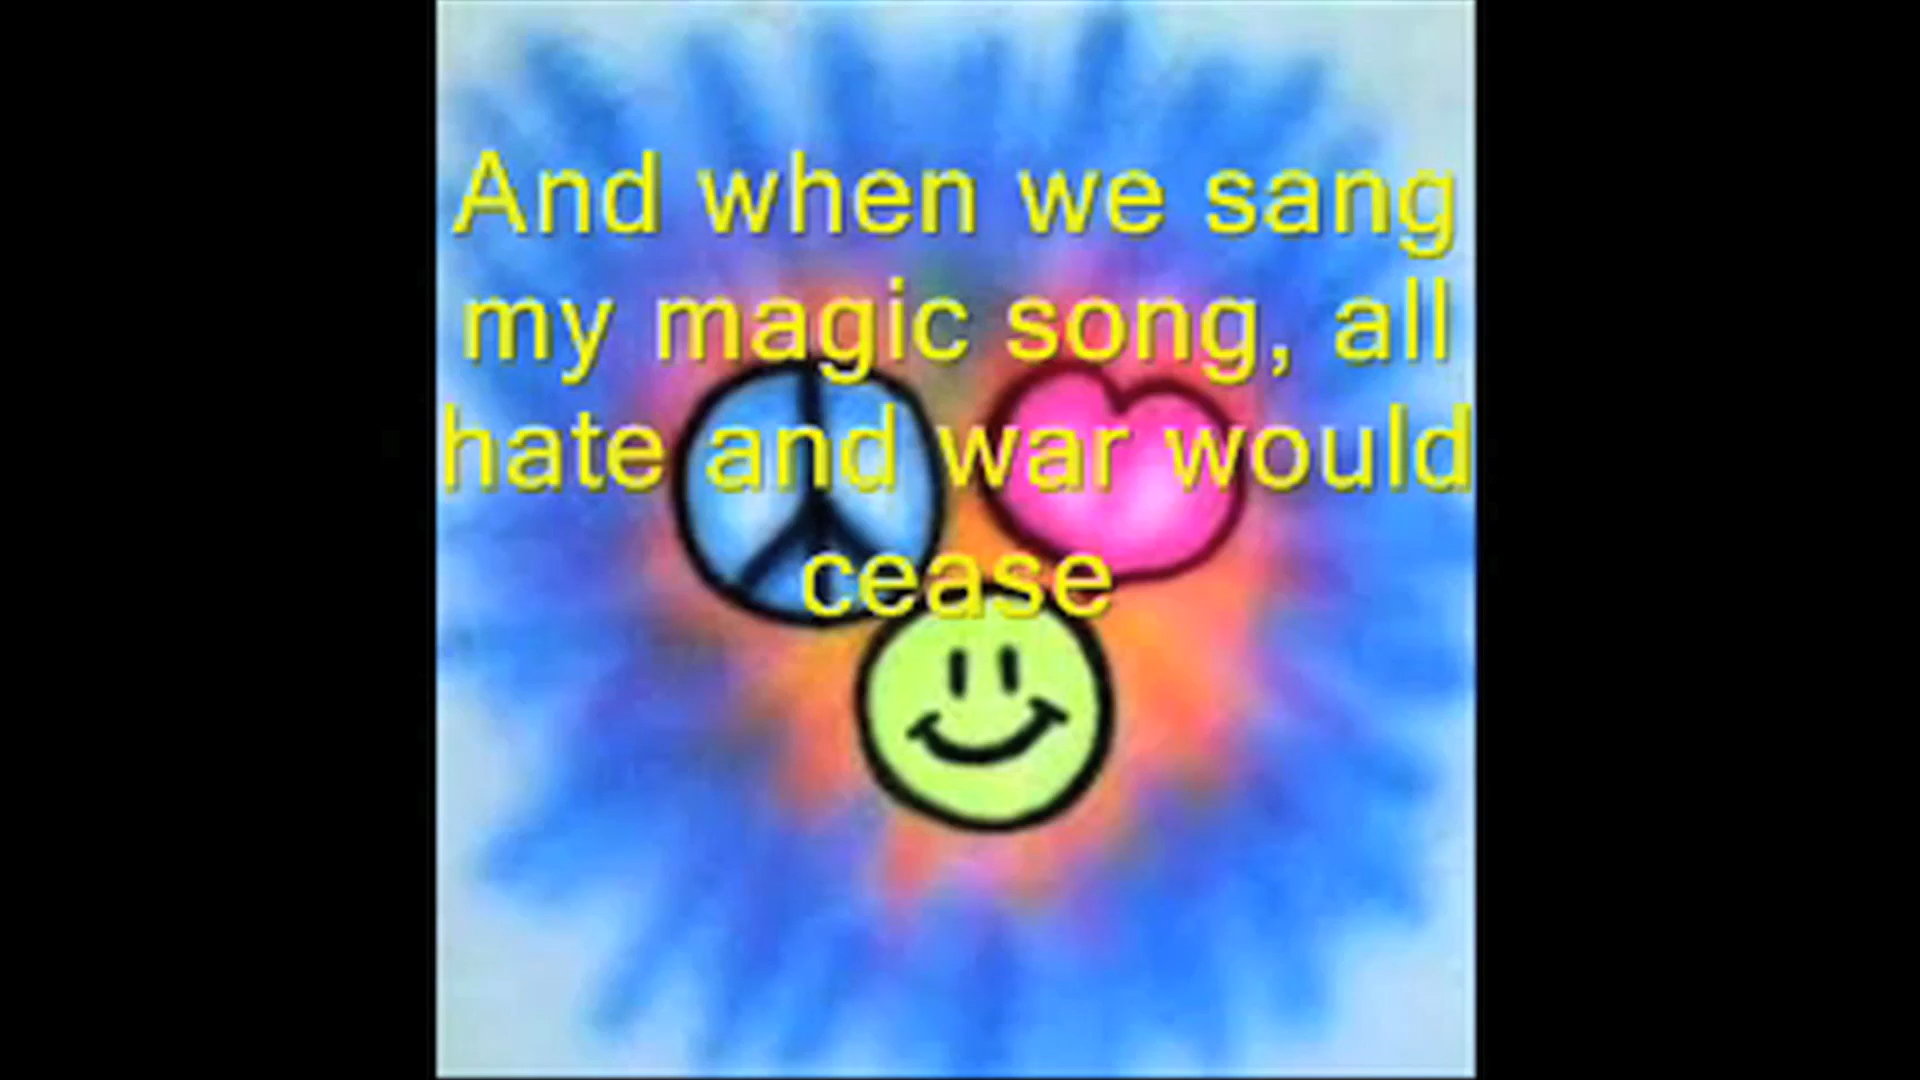 And when we sang
my magic song, all
hate and war would
cease